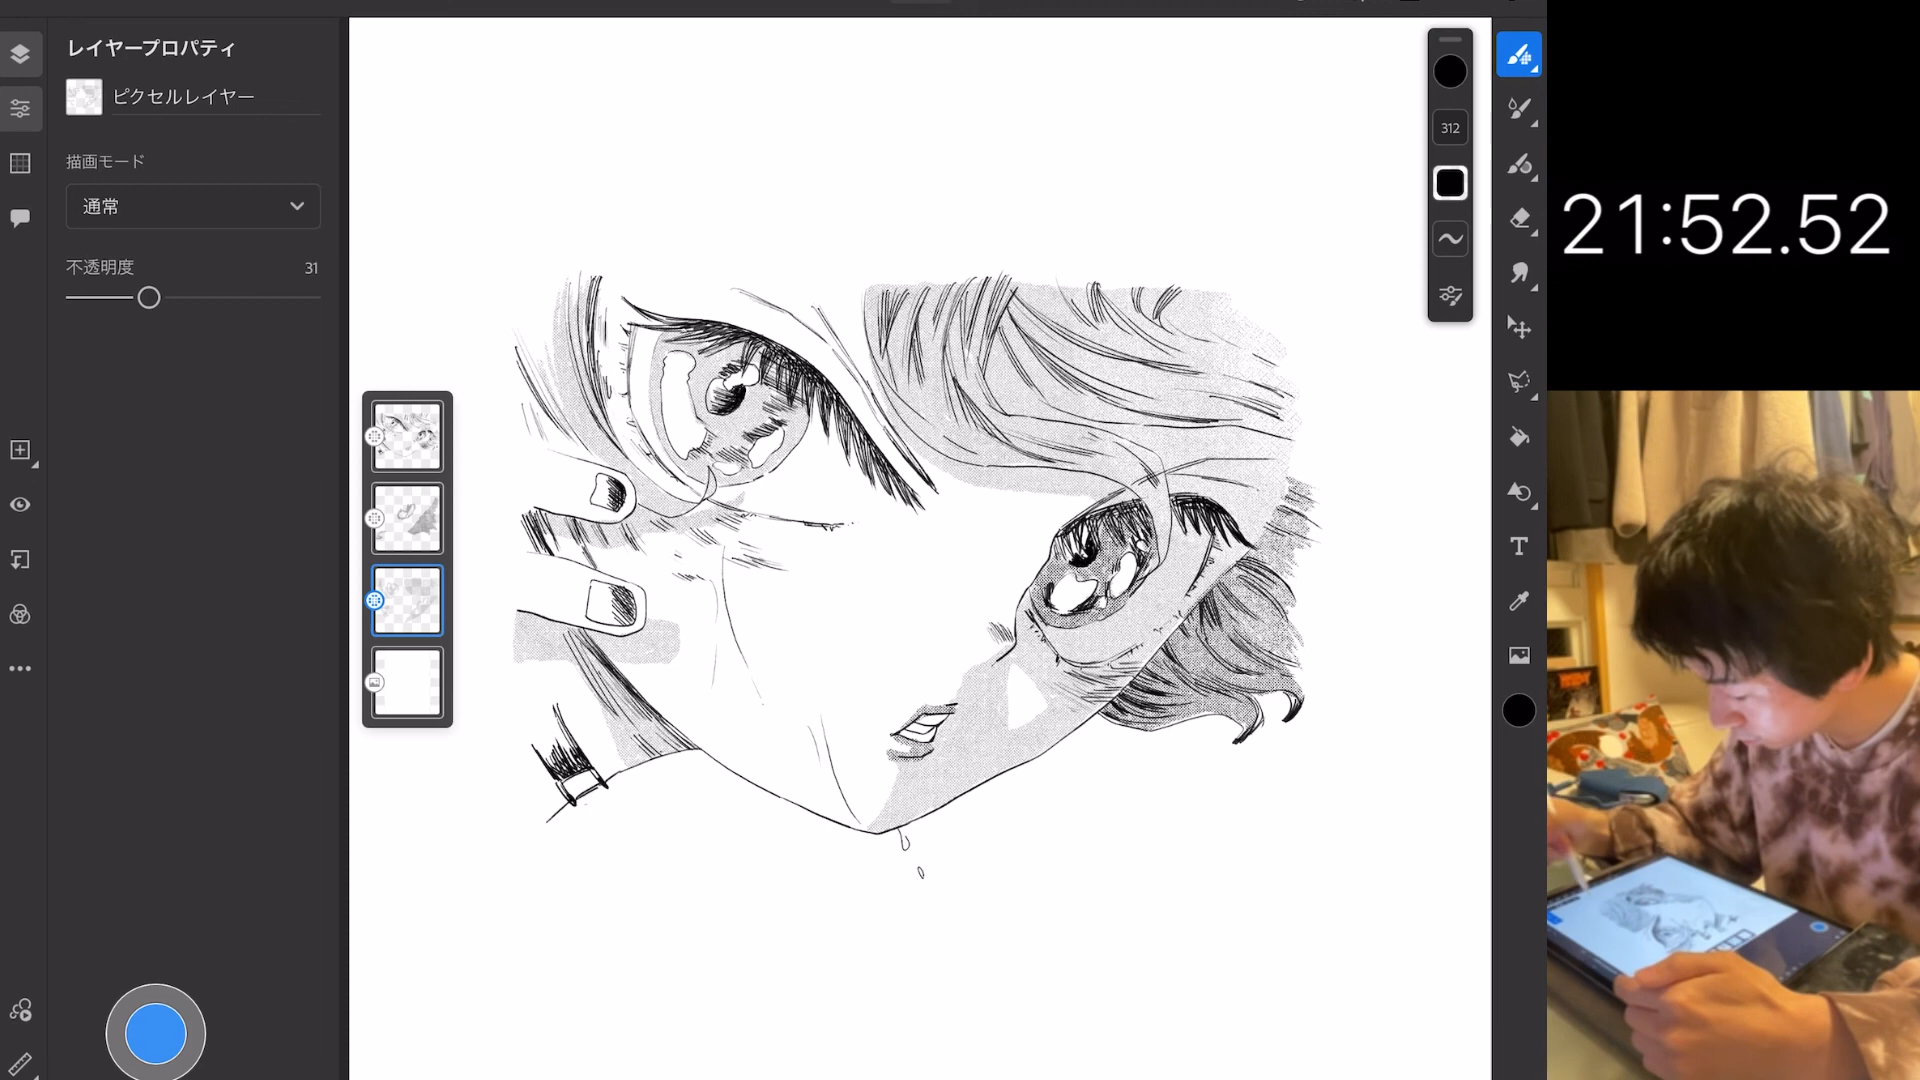 レイヤープロパティ
ピクセルレイヤー
描画モード
通常
不透明度 31
312
21:52.52